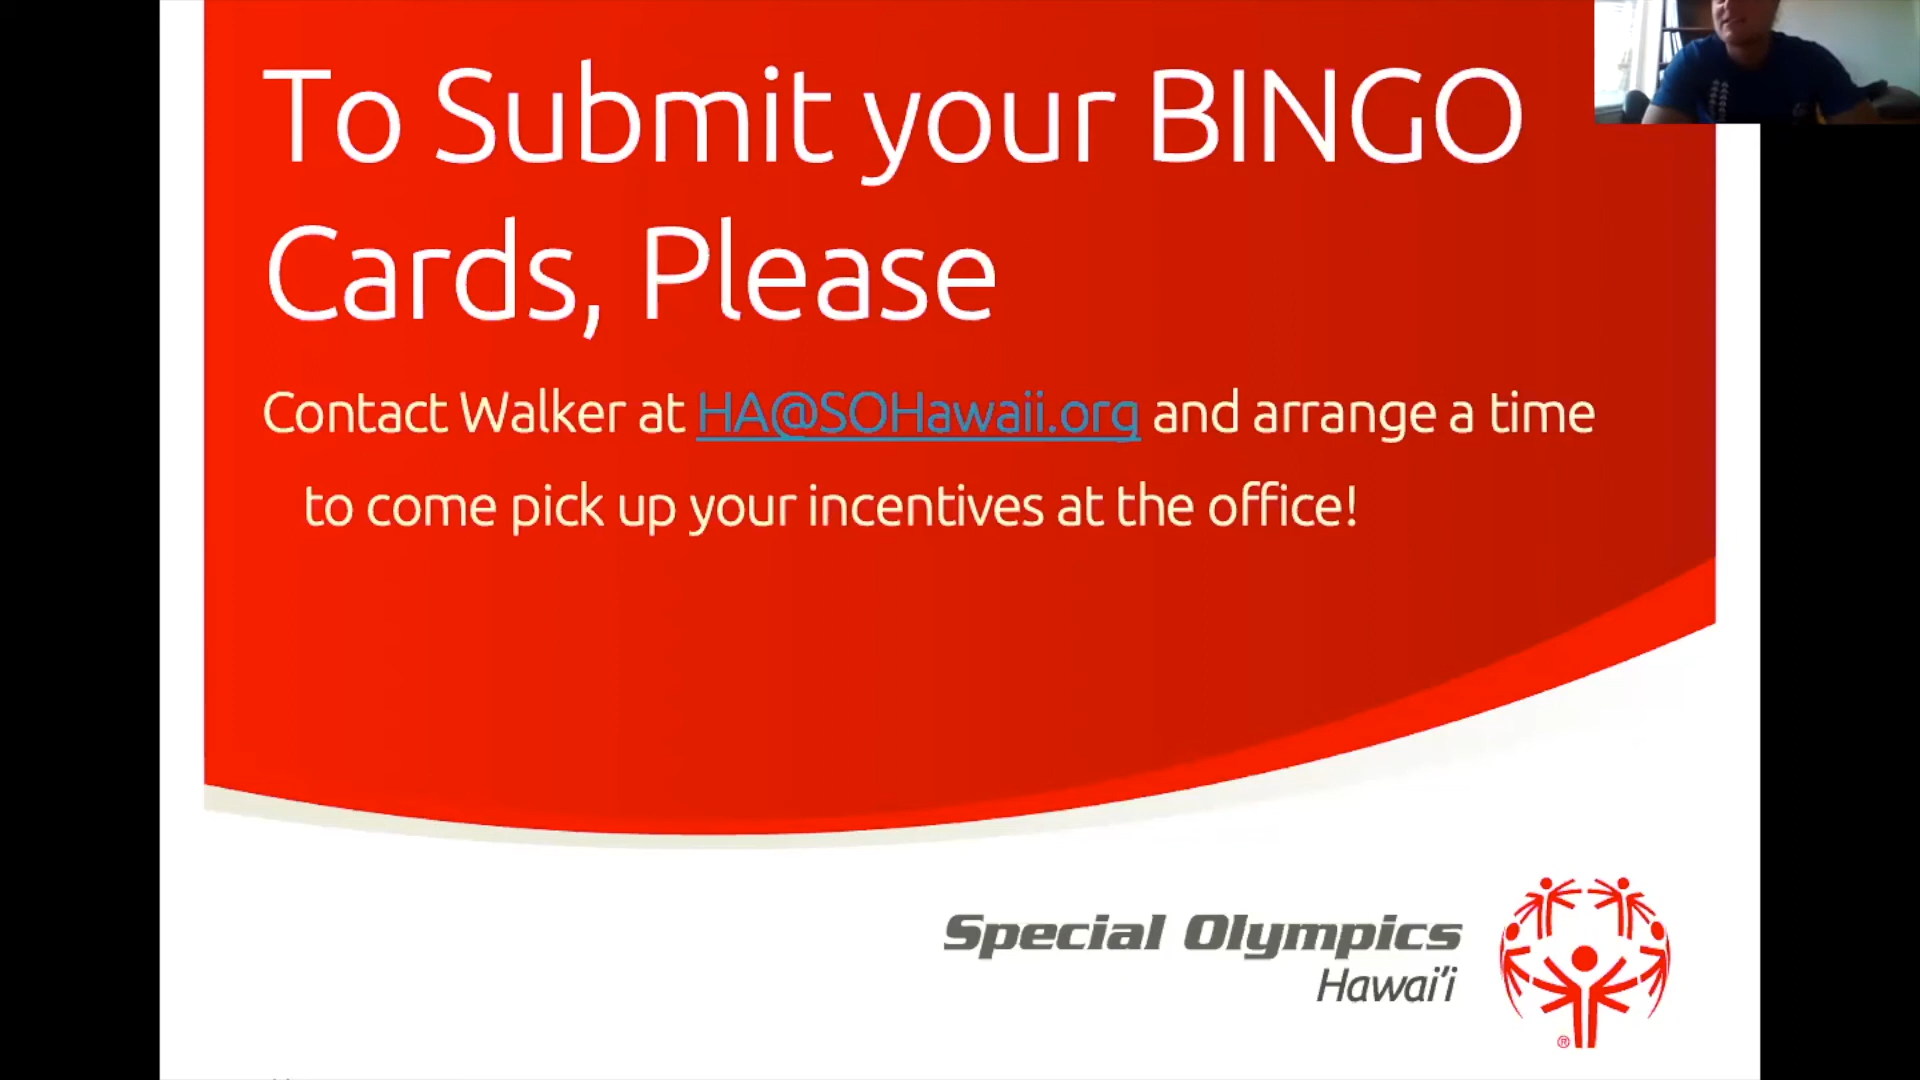 To Submit your BINGO
Cards, Please
Contact Walker at HA@SOHawaii.org and arrange a time
to come pick up your incentives at the office!
Special Olympics
Hawai'i
®